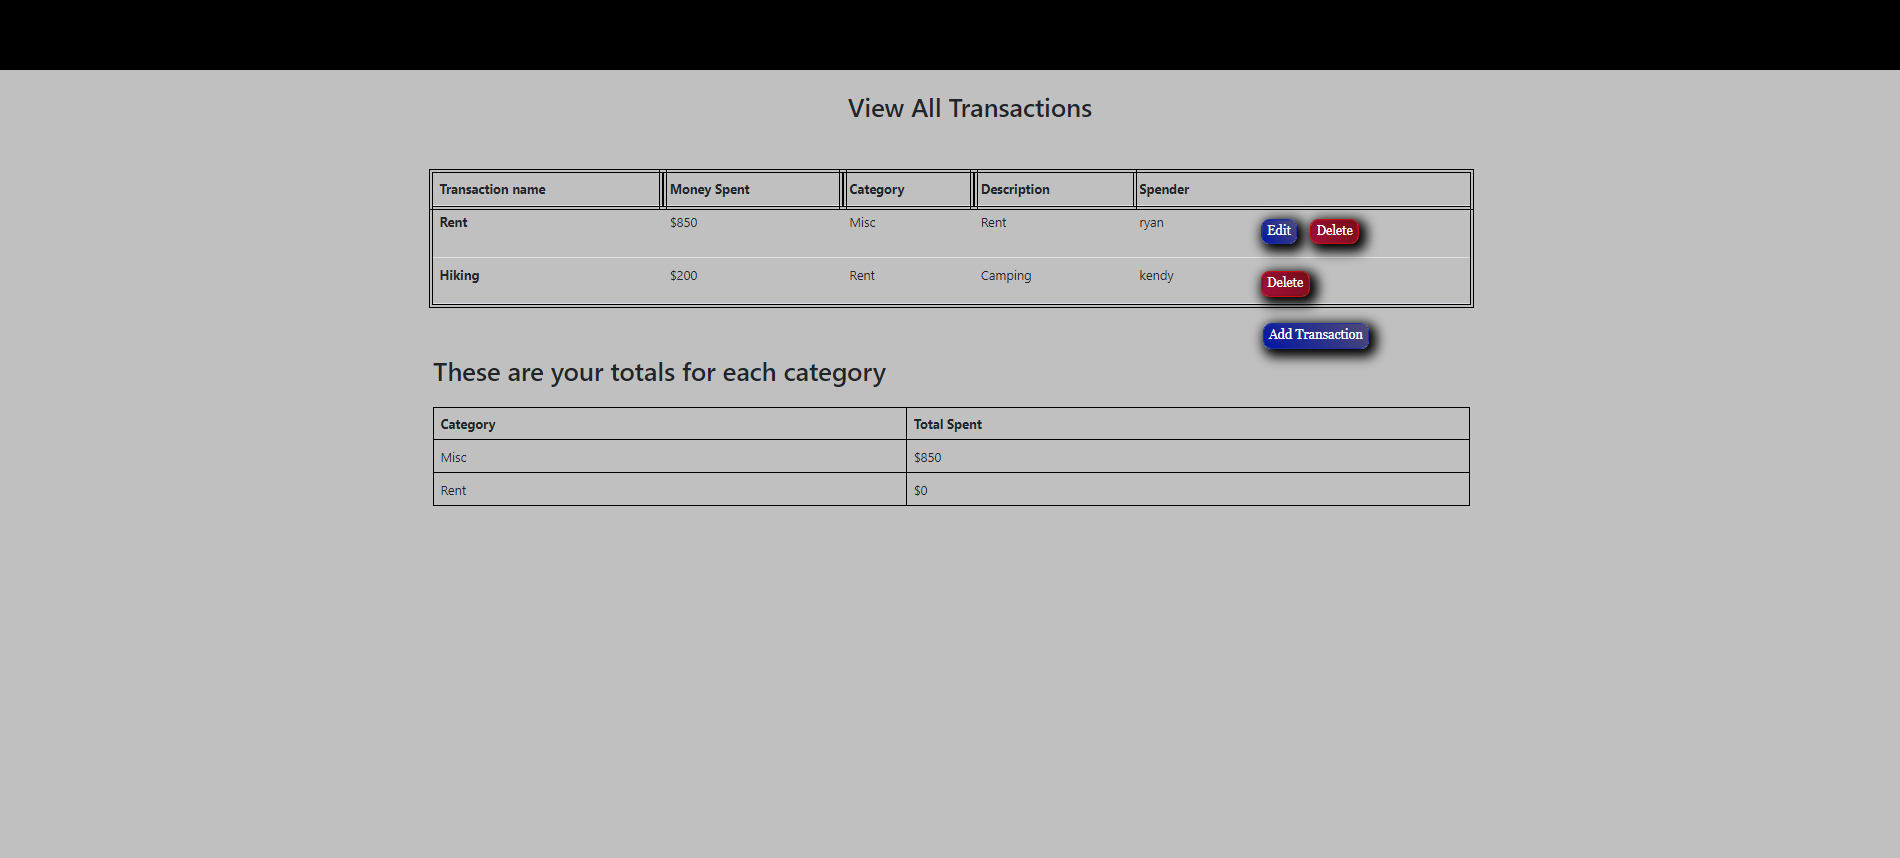 View All Transactions
Transaction name Money Spent Category Description Spender
Rent $850 Misc Rent ryan Edit Delete
Hiking $200 Rent Camping kendy Delete
Add Transaction
These are your totals for each category
Category Total Spent
Misc $850
Rent $0